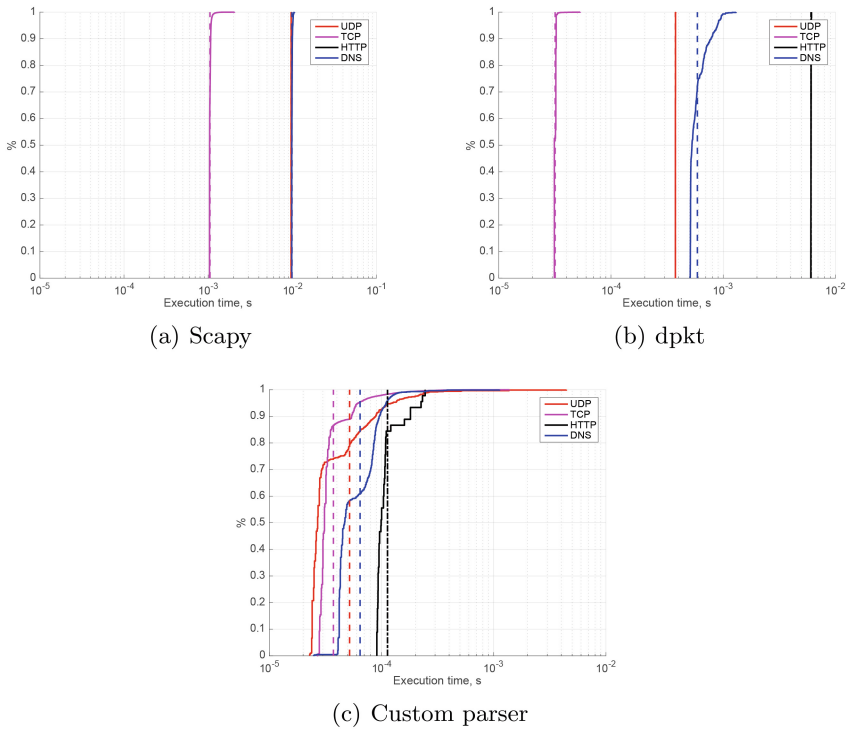 1
0.9
0.8
0.7
0.6
0.5
0.4
0.3
0.2
0.1
0
%
UDP
TCP
HTTP
DNS
10-5 10-4 10-3 10-2 10-1
Execution time, s
(a) Scapy
1
0.9
0.8
0.7
0.6
0.5
0.4
0.3
0.2
0.1
0
%
UDP
TCP
HTTP
DNS
10-5 10-4 10-3 10-2
Execution time, s
(b) dpkt
1
0.9
0.8
0.7
0.6
0.5
0.4
0.3
0.2
0.1
0
%
UDP
TCP
HTTP
DNS
10-5 10-4 10-3 10-2
Execution time, s
(c) Custom parser